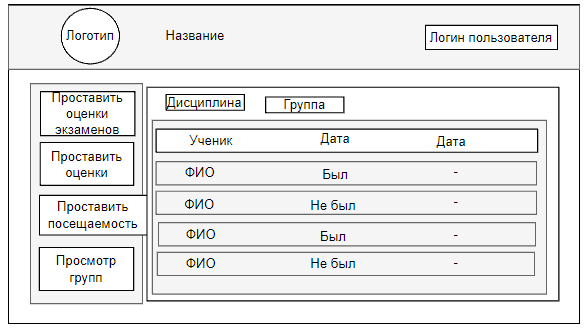 Логотип
Название
Логин пользователя
Проставить
оценки
экзаменов
Проставить
оценки
Проставить
посещаемость
Просмотр
групп
Дисциплина
Группа
Ученик Дата Дата
ФИО Был -
ФИО Не был -
ФИО Был -
ФИО Не был -